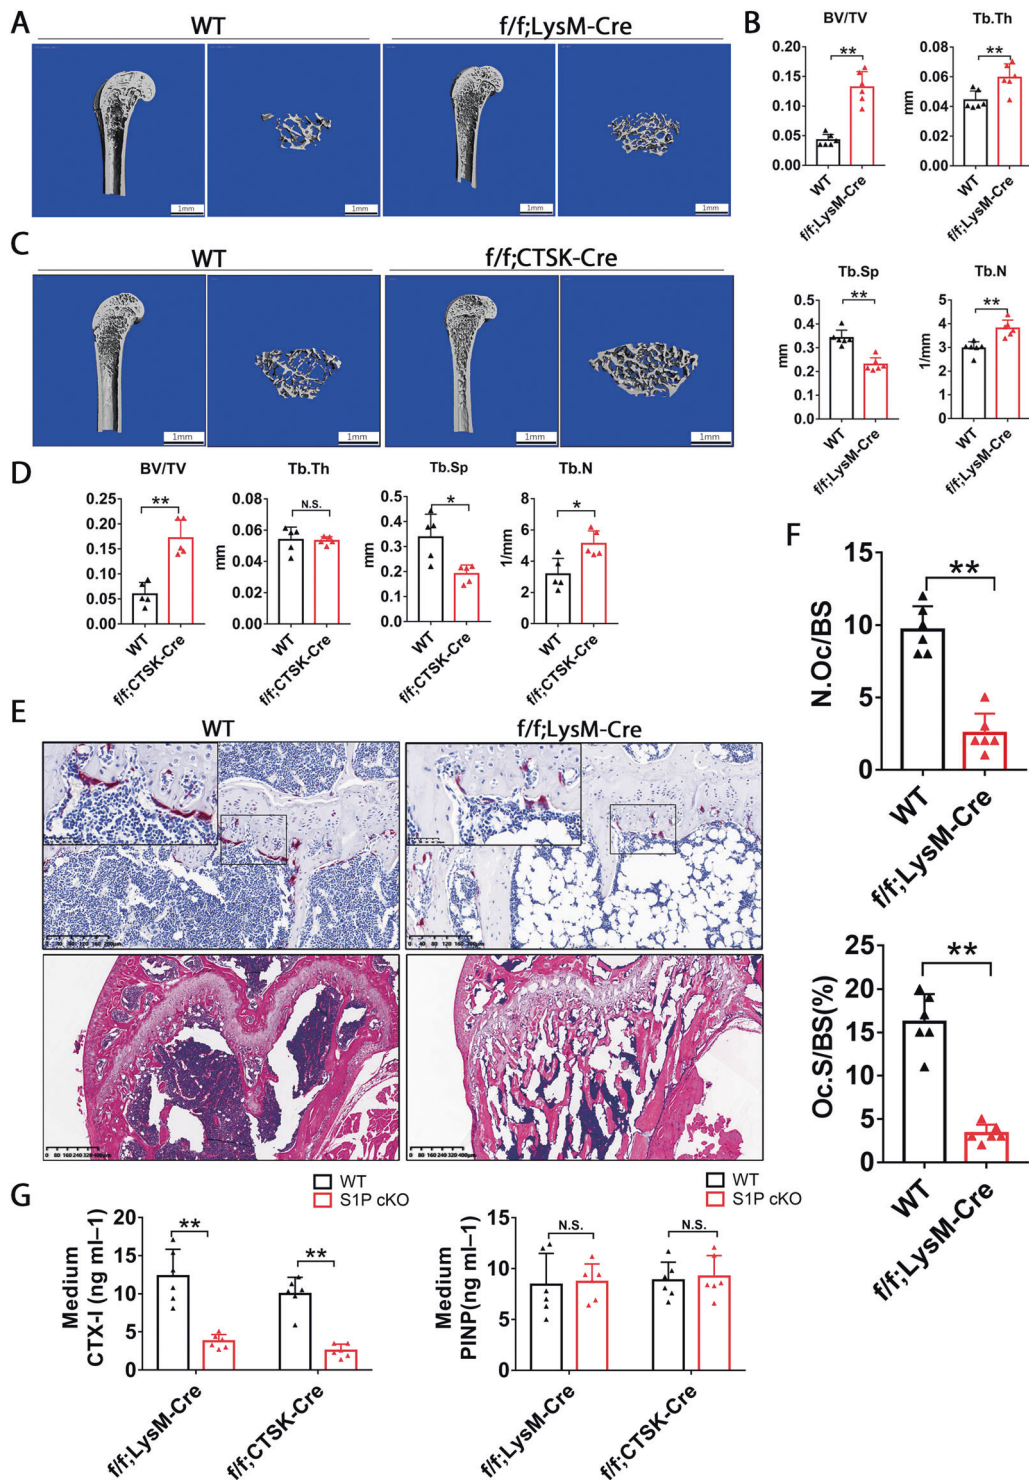 A
WT
f/f;LysM-Cre
1mm
1mm
1mm
1mm
B
BV/TV
0.20
0.15
0.10
0.05
0.00
**
WT
f/f;LysM-Cre
Tb.Th
mm
0.08
0.06
0.04
0.02
0.00
**
WT
f/f;LysM-Cre
Tb.Sp
mm
0.5
0.4
0.3
0.2
0.1
0.0
**
WT
f/f;LysM-Cre
Tb.N
1/mm
5
4
3
2
1
0
**
WT
f/f;LysM-Cre
C
WT
f/f;CTSK-Cre
1mm
1mm
1mm
1mm
D
BV/TV
0.25
0.20
0.15
0.10
0.05
0.00
**
WT
f/f;CTSK-Cre
Tb.Th
mm
0.08
0.06
0.04
0.02
0.00
N.S.
WT
f/f;CTSK-Cre
Tb.Sp
mm
0.5
0.4
0.3
0.2
0.1
0.0
*
WT
f/f;CTSK-Cre
Tb.N
1/mm
8
6
4
2
0
*
WT
f/f;CTSK-Cre
E
WT
f/f;LysM-Cre
F
N.Oc/BS
15
10
5
0
**
WT
f/f;LysM-Cre
Oc.S/BS(%)
25
20
15
10
5
0
**
WT
f/f;LysM-Cre
G
WT
S1P cKO
Medium
CTX-I (ng ml–1)
20
15
10
5
0
**
**
f/f;LysM-Cre
f/f;CTSK-Cre
WT
S1P cKO
Medium
PINP(ng ml–1)
15
10
5
0
N.S.
N.S.
f/f;LysM-Cre
f/f;CTSK-Cre